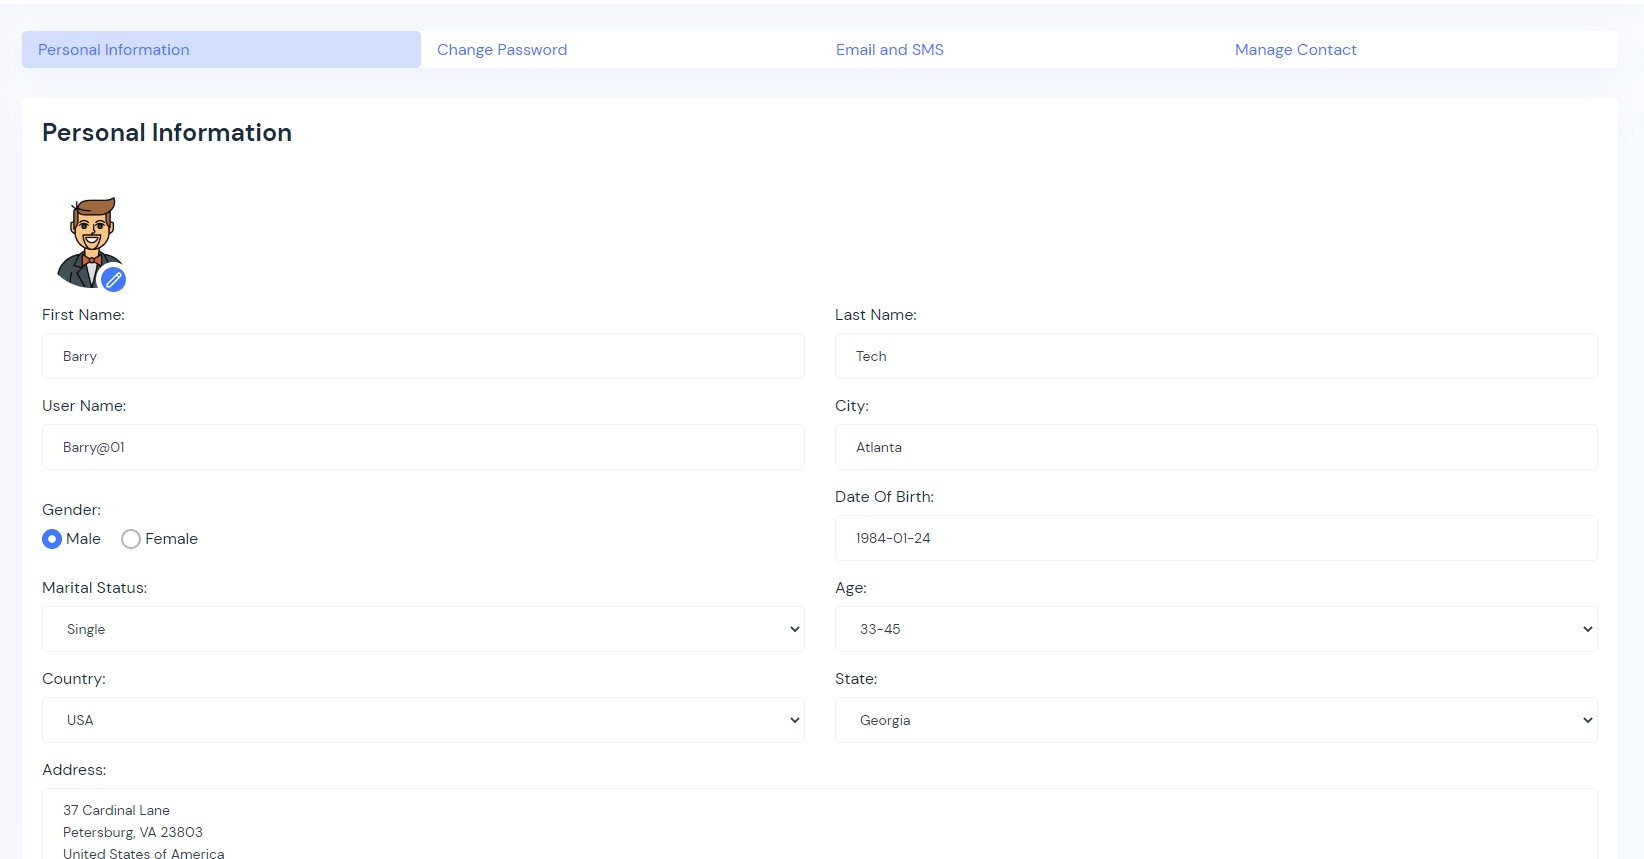 Personal Information
Change Password
Email and SMS
Manage Contact
Personal Information
First Name:
Last Name:
Barry
Tech
User Name:
City:
Barry@01
Atlanta
Gender:
Date Of Birth:
Male
Female
1984-01-24
Marital Status:
Age:
Single
33-45
Country:
State:
USA
Georgia
Address:
37 Cardinal Lane
Petersburg, VA 23803
United States of America